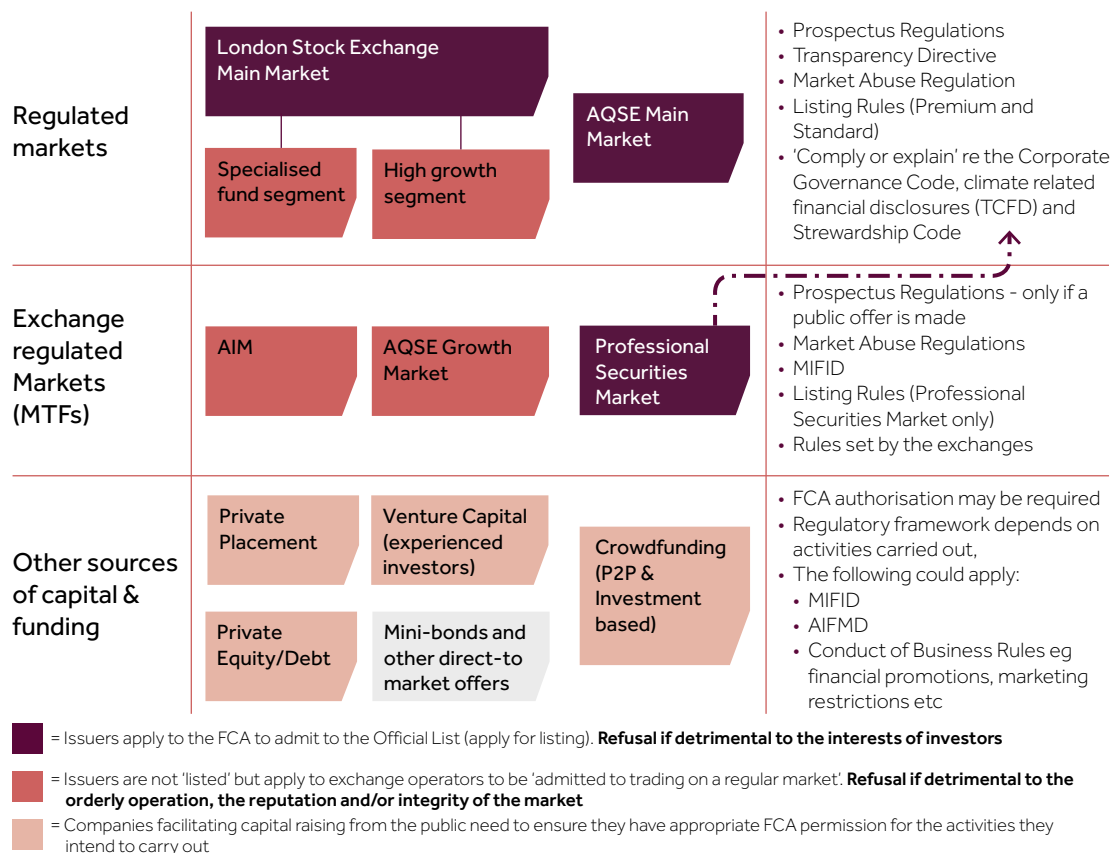 Regulated
markets
London Stock Exchange
Main Market
Specialised
fund segment
High growth
segment
AQSE Main
Market
• Prospectus Regulations
• Transparency Directive
• Market Abuse Regulation
• Listing Rules (Premium and
Standard)
• ‘Comply or explain’ re the Corporate
Governance Code, climate related
financial disclosures (TCFD) and
Strewardship Code
Exchange
regulated
Markets
(MTFs)
AIM
AQSE Growth
Market
Professional
Securities
Market
• Prospectus Regulations - only if a
public offer is made
• Market Abuse Regulations
• MIFID
• Listing Rules (Professional
Securities Market only)
• Rules set by the exchanges
Other sources
of capital &
funding
Private
Placement
Venture Capital
(experienced
investors)
Private
Equity/Debt
Mini-bonds and
other direct-to
market offers
Crowdfunding
(P2P &
Investment
based)
• FCA authorisation may be required
• Regulatory framework depends on
activities carried out,
• The following could apply:
• MIFID
• AIFMD
• Conduct of Business Rules eg
financial promotions, marketing
restrictions etc
= Issuers apply to the FCA to admit to the Official List (apply for listing). Refusal if detrimental to the interests of investors
= Issuers are not ‘listed’ but apply to exchange operators to be ‘admitted to trading on a regular market’. Refusal if detrimental to the
orderly operation, the reputation and/or integrity of the market
= Companies facilitating capital raising from the public need to ensure they have appropriate FCA permission for the activities they
intend to carry out